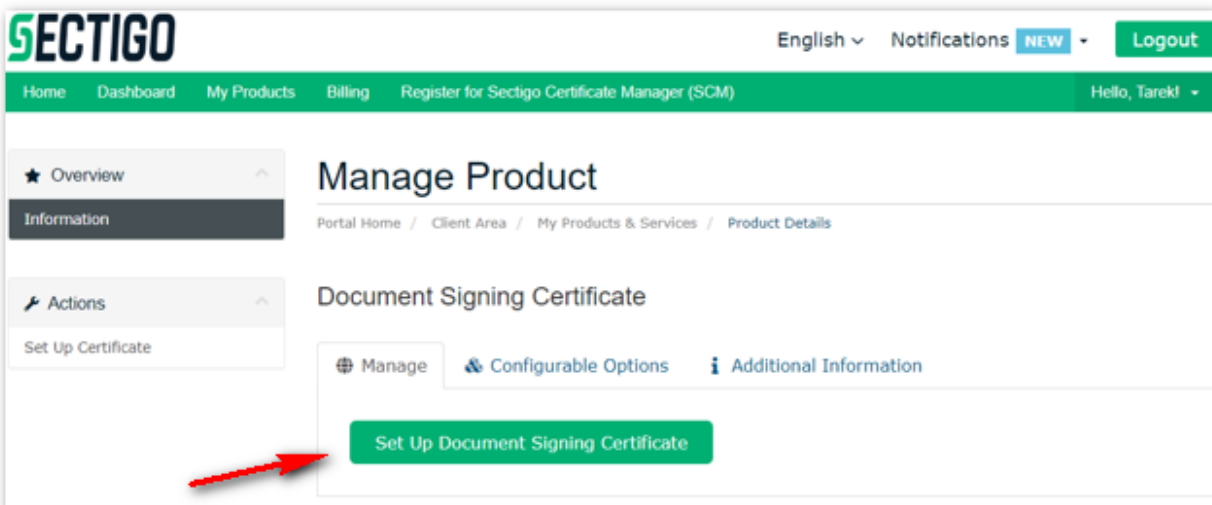 SECTIGO
English Notifications NEW Logout
Home Dashboard My Products Billing Register for Sectigo Certificate Manager (SCM) Hello, Tarek!
Overview
Information
Actions
Set Up Certificate
Manage Product
Portal Home / Client Area / My Products & Services / Product Details
Document Signing Certificate
Manage Configurable Options Additional Information
Set Up Document Signing Certificate